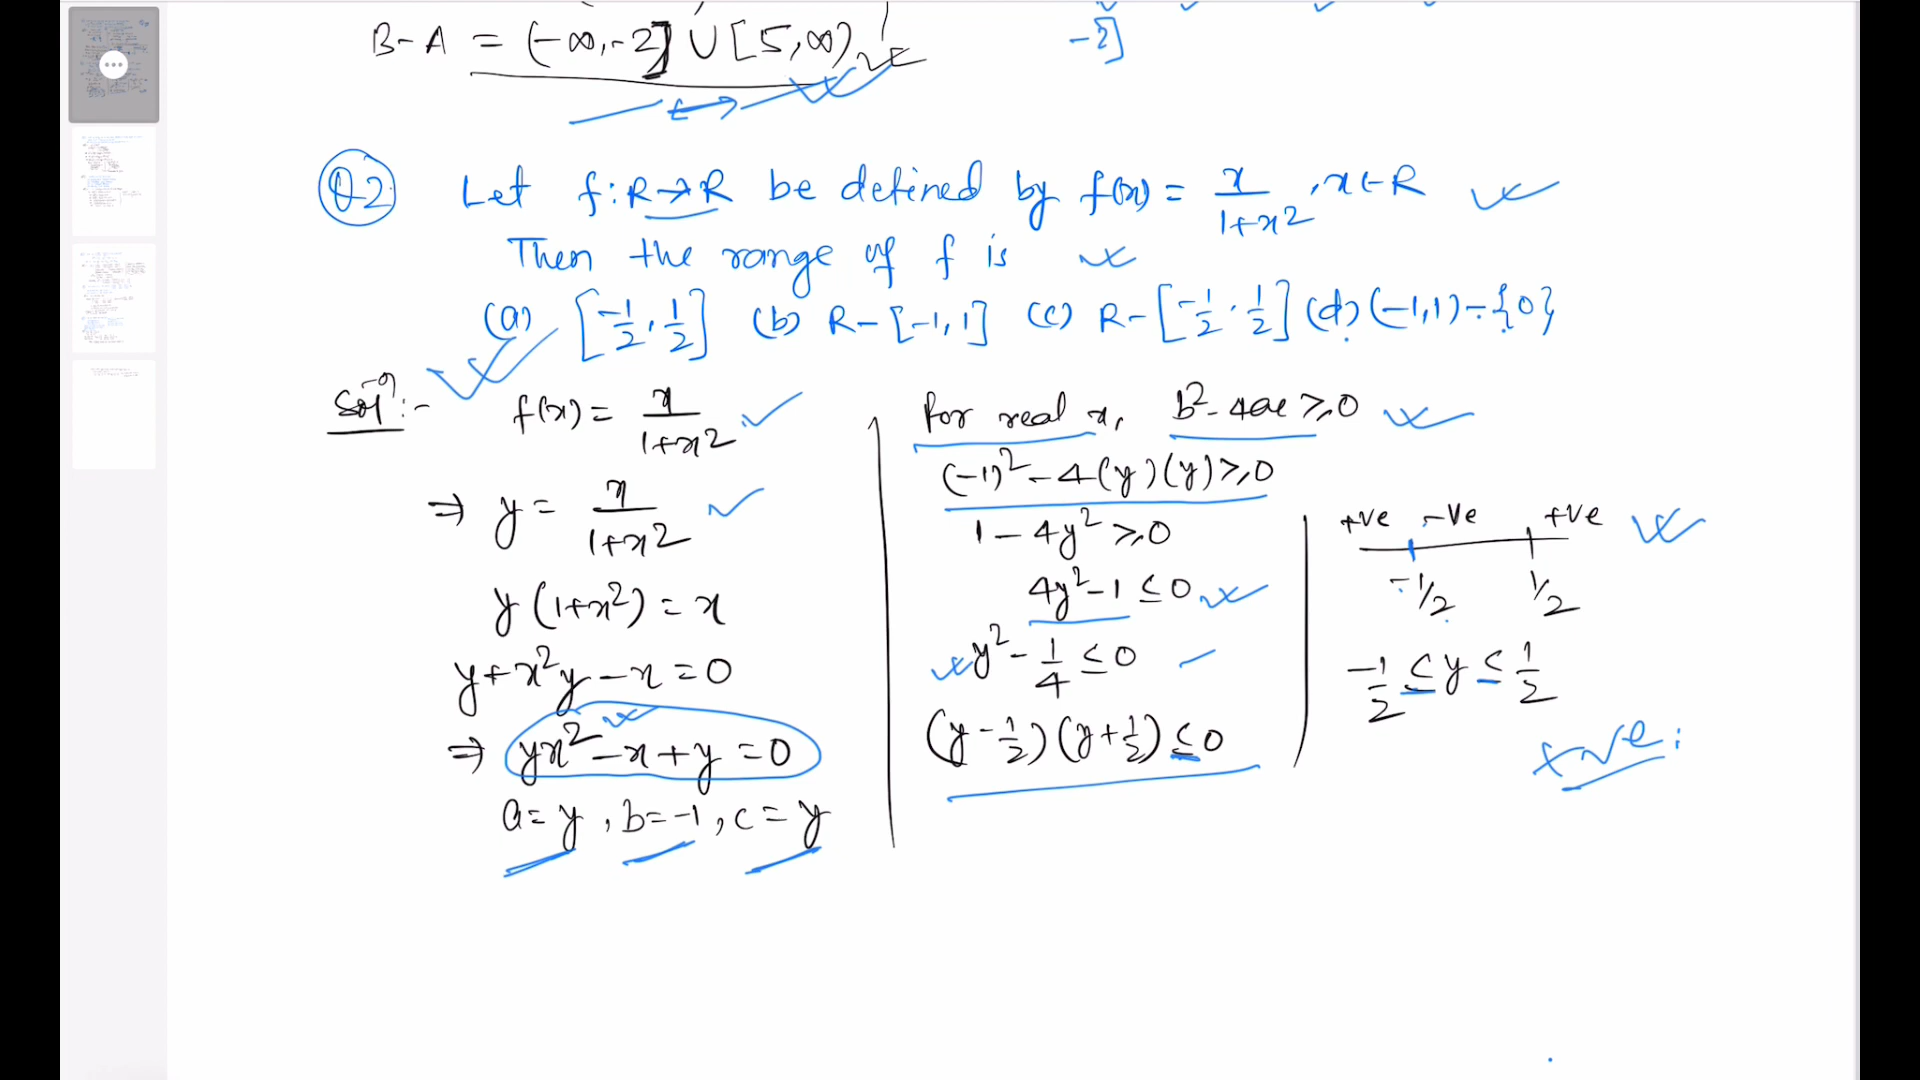 B-A = (-∞,-2] ∪ [5,∞)
-2]
Q2 Let f:R→R be defined by f(x) = x/(1+x²), x∈R
Then the range of f is
(a) [-1/2, 1/2] (b) R-[-1,1] (c) R-[-1/2, 1/2] (d) (-1,1)-{0}
Solⁿ:- f(x) = x/(1+x²)
⇒ y = x/(1+x²)
y(1+x²) = x
y+x²y-x=0
⇒ yx²-x+y=0
a=y, b=-1, c=y
for real x, b²-4ac ≥ 0
(-1)²-4(y)(y) ≥ 0
1-4y² ≥ 0
4y²-1 ≤ 0
y²-1/4 ≤ 0
(y-1/2)(y+1/2) ≤ 0
+ve -ve +ve
-1/2 1/2
-1/2 ≤ y ≤ 1/2
+ve: